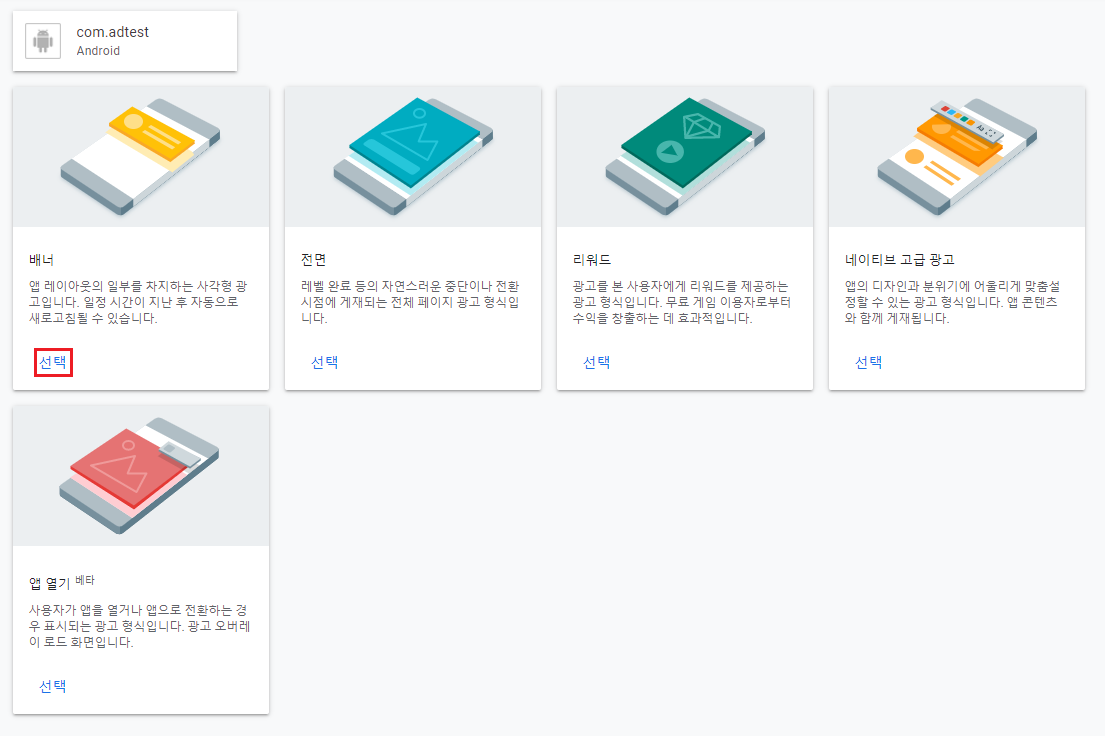 com.adtest
Android
배너
앱 레이아웃의 일부를 차지하는 사각형 광
고입니다. 일정 시간이 지난 후 자동으로
새로고침될 수 있습니다.
선택
전면
레벨 완료 등의 자연스러운 중단이나 전환
시점에 게재되는 전체 페이지 광고 형식입
니다.
선택
리워드
광고를 본 사용자에게 리워드를 제공하는
광고 형식입니다. 무료 게임 이용자로부터
수익을 창출하는 데 효과적입니다.
선택
네이티브 고급 광고
앱의 디자인과 분위기에 어울리게 맞춤설
정할 수 있는 광고 형식입니다. 앱 콘텐츠
와 함께 게재됩니다.
선택
앱 열기 베타
사용자가 앱을 열거나 앱으로 전환하는 경
우 표시되는 광고 형식입니다. 광고 오버레
이 로드 화면입니다.
선택